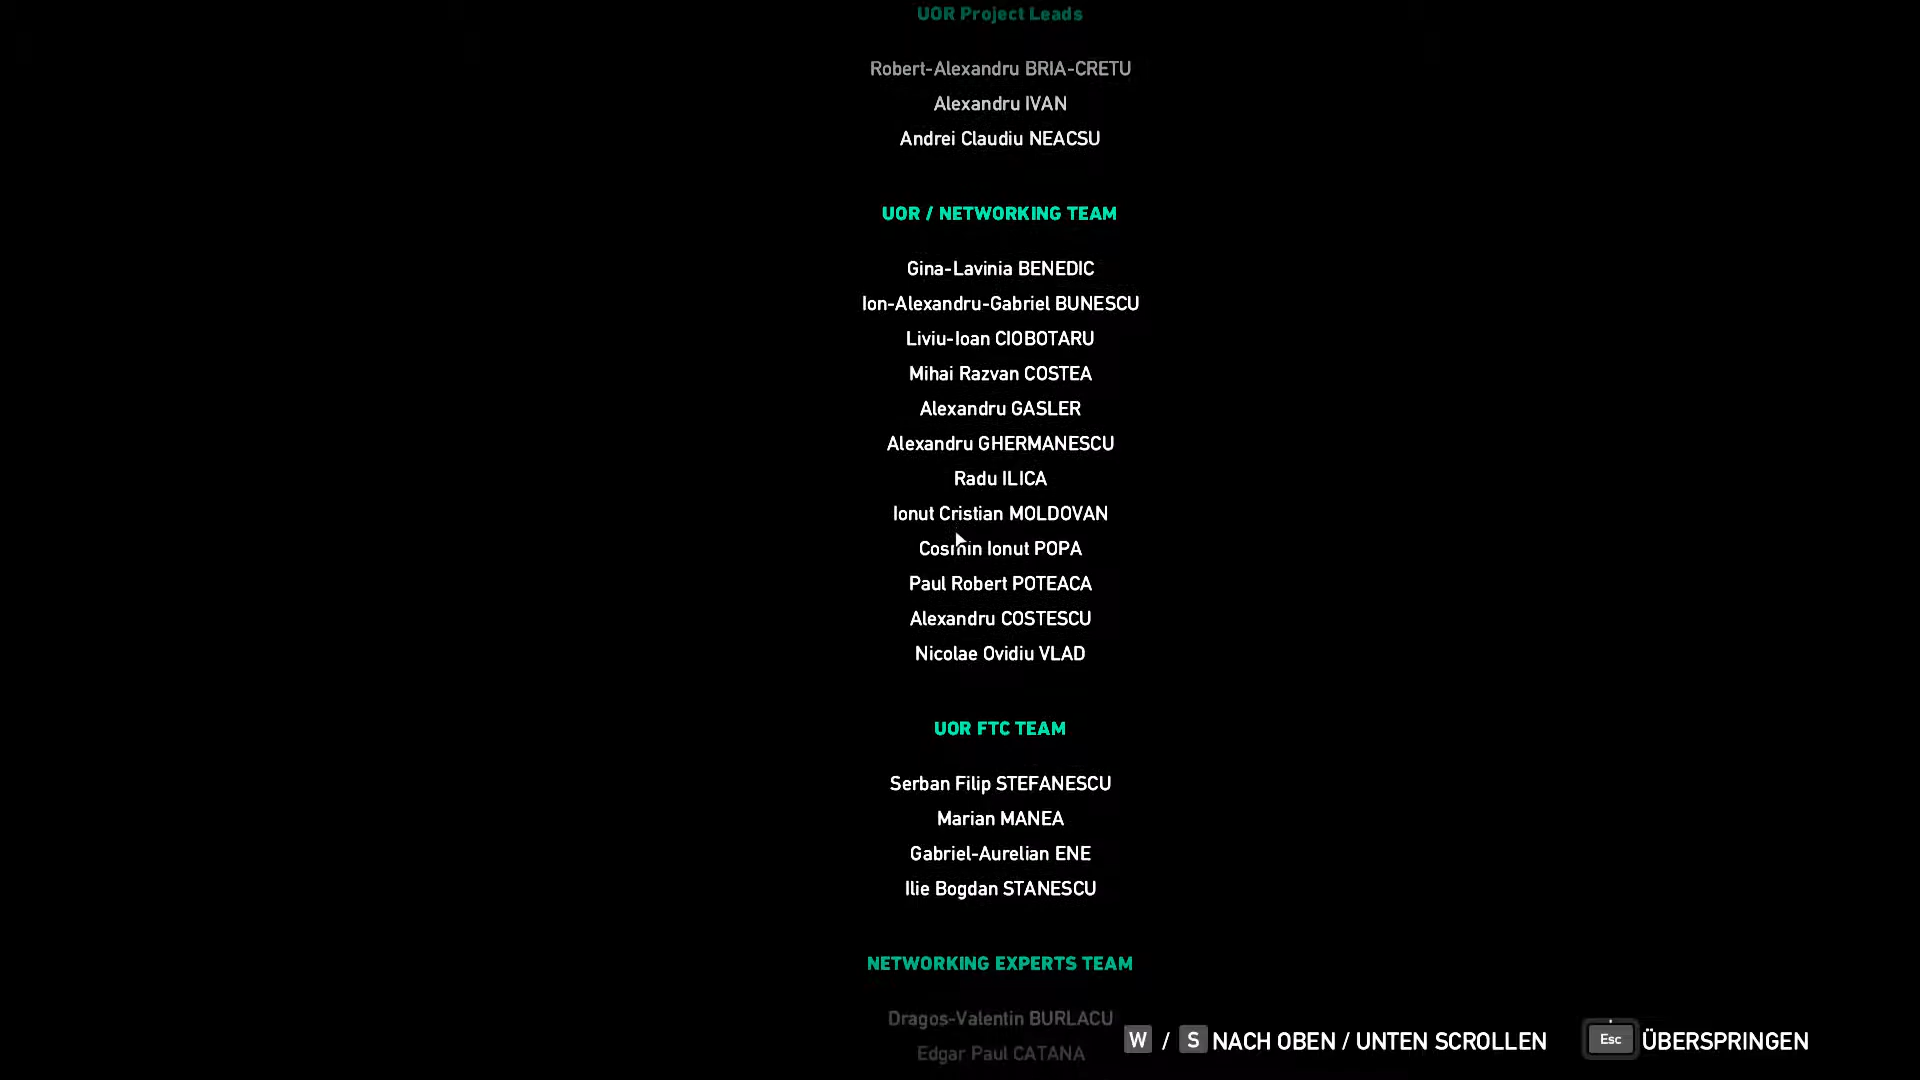 UOR Project Leads
Robert-Alexandru BRIA-CRETU
Alexandru IVAN
Andrei Claudiu NEACSU
UOR / NETWORKING TEAM
Gina-Lavinia BENEDIC
Ion-Alexandru-Gabriel BUNESCU
Liviu-Ioan CIOBOTARU
Mihai Razvan COSTEA
Alexandru GASLER
Alexandru GHERMANESCU
Radu ILICA
Ionut Cristian MOLDOVAN
Cosmin Ionut POPA
Paul Robert POTEACA
Alexandru COSTESCU
Nicolae Ovidiu VLAD
UOR FTC TEAM
Serban Filip STEFANESCU
Marian MANEA
Gabriel-Aurelian ENE
Ilie Bogdan STANESCU
NETWORKING EXPERTS TEAM
Dragos-Valentin BURLACU
Edgar Paul CATANA
W / S NACH OBEN / UNTEN SCROLLEN Esc ÜBERSPRINGEN